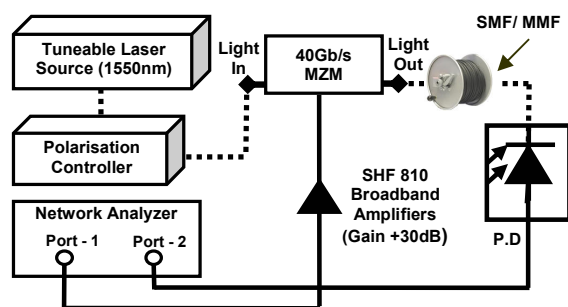 Tuneable Laser
Source (1550nm)
Polarisation
Controller
Network Analyzer
Port - 1
Port - 2
Light
In
40Gb/s
MZM
Light
Out
SMF/ MMF
SHF 810
Broadband
Amplifiers
(Gain +30dB)
P.D